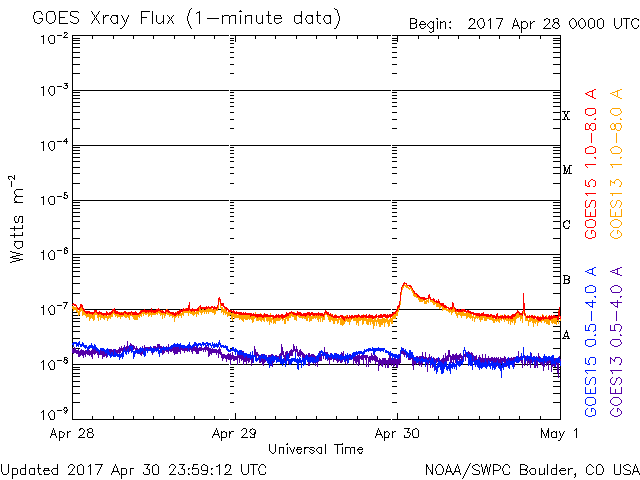 GOES Xray Flux (1-minute data)
Begin: 2017 Apr 28 0000 UTC
10⁻²
10⁻³
10⁻⁴
10⁻⁵
10⁻⁶
10⁻⁷
10⁻⁸
10⁻⁹
Watts m⁻²
X
M
C
B
A
GOES15 1.0-8.0 A
GOES13 1.0-8.0 A
GOES15 0.5-4.0 A
GOES13 0.5-4.0 A
Apr 28
Apr 29
Apr 30
May 1
Universal Time
Updated 2017 Apr 30 23:59:12 UTC
NOAA/SWPC Boulder, CO USA